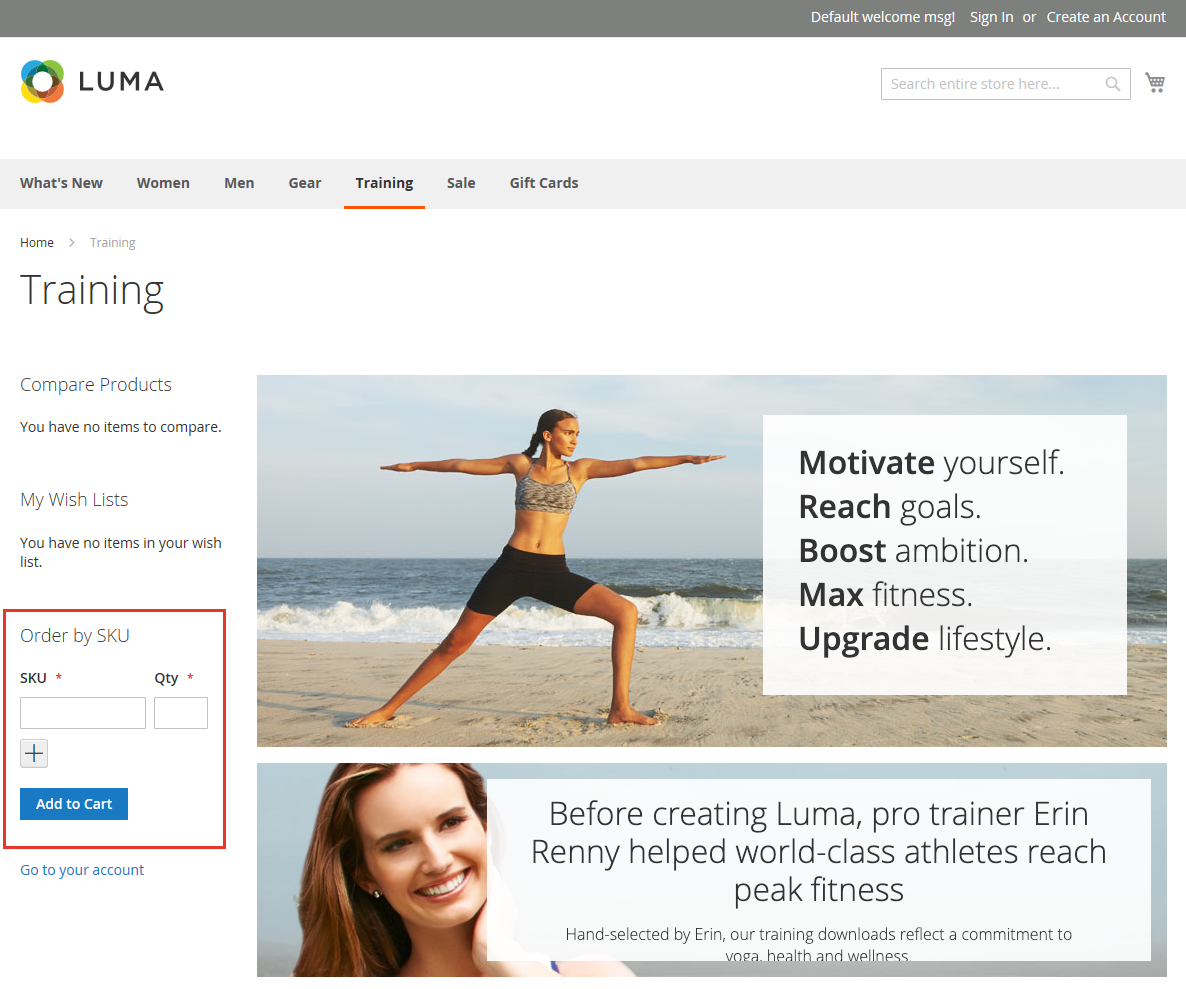 Default welcome msg! Sign In or Create an Account
LUMA
Search entire store here...
What's New Women Men Gear Training Sale Gift Cards
Home Training
Training
Compare Products
You have no items to compare.
My Wish Lists
You have no items in your wish
list.
Order by SKU
SKU * Qty *
Add to Cart
Go to your account
Motivate yourself.
Reach goals.
Boost ambition.
Max fitness.
Upgrade lifestyle.
Before creating Luma, pro trainer Erin
Renny helped world-class athletes reach
peak fitness
Hand-selected by Erin, our training downloads reflect a commitment to
yoga, health and wellness.